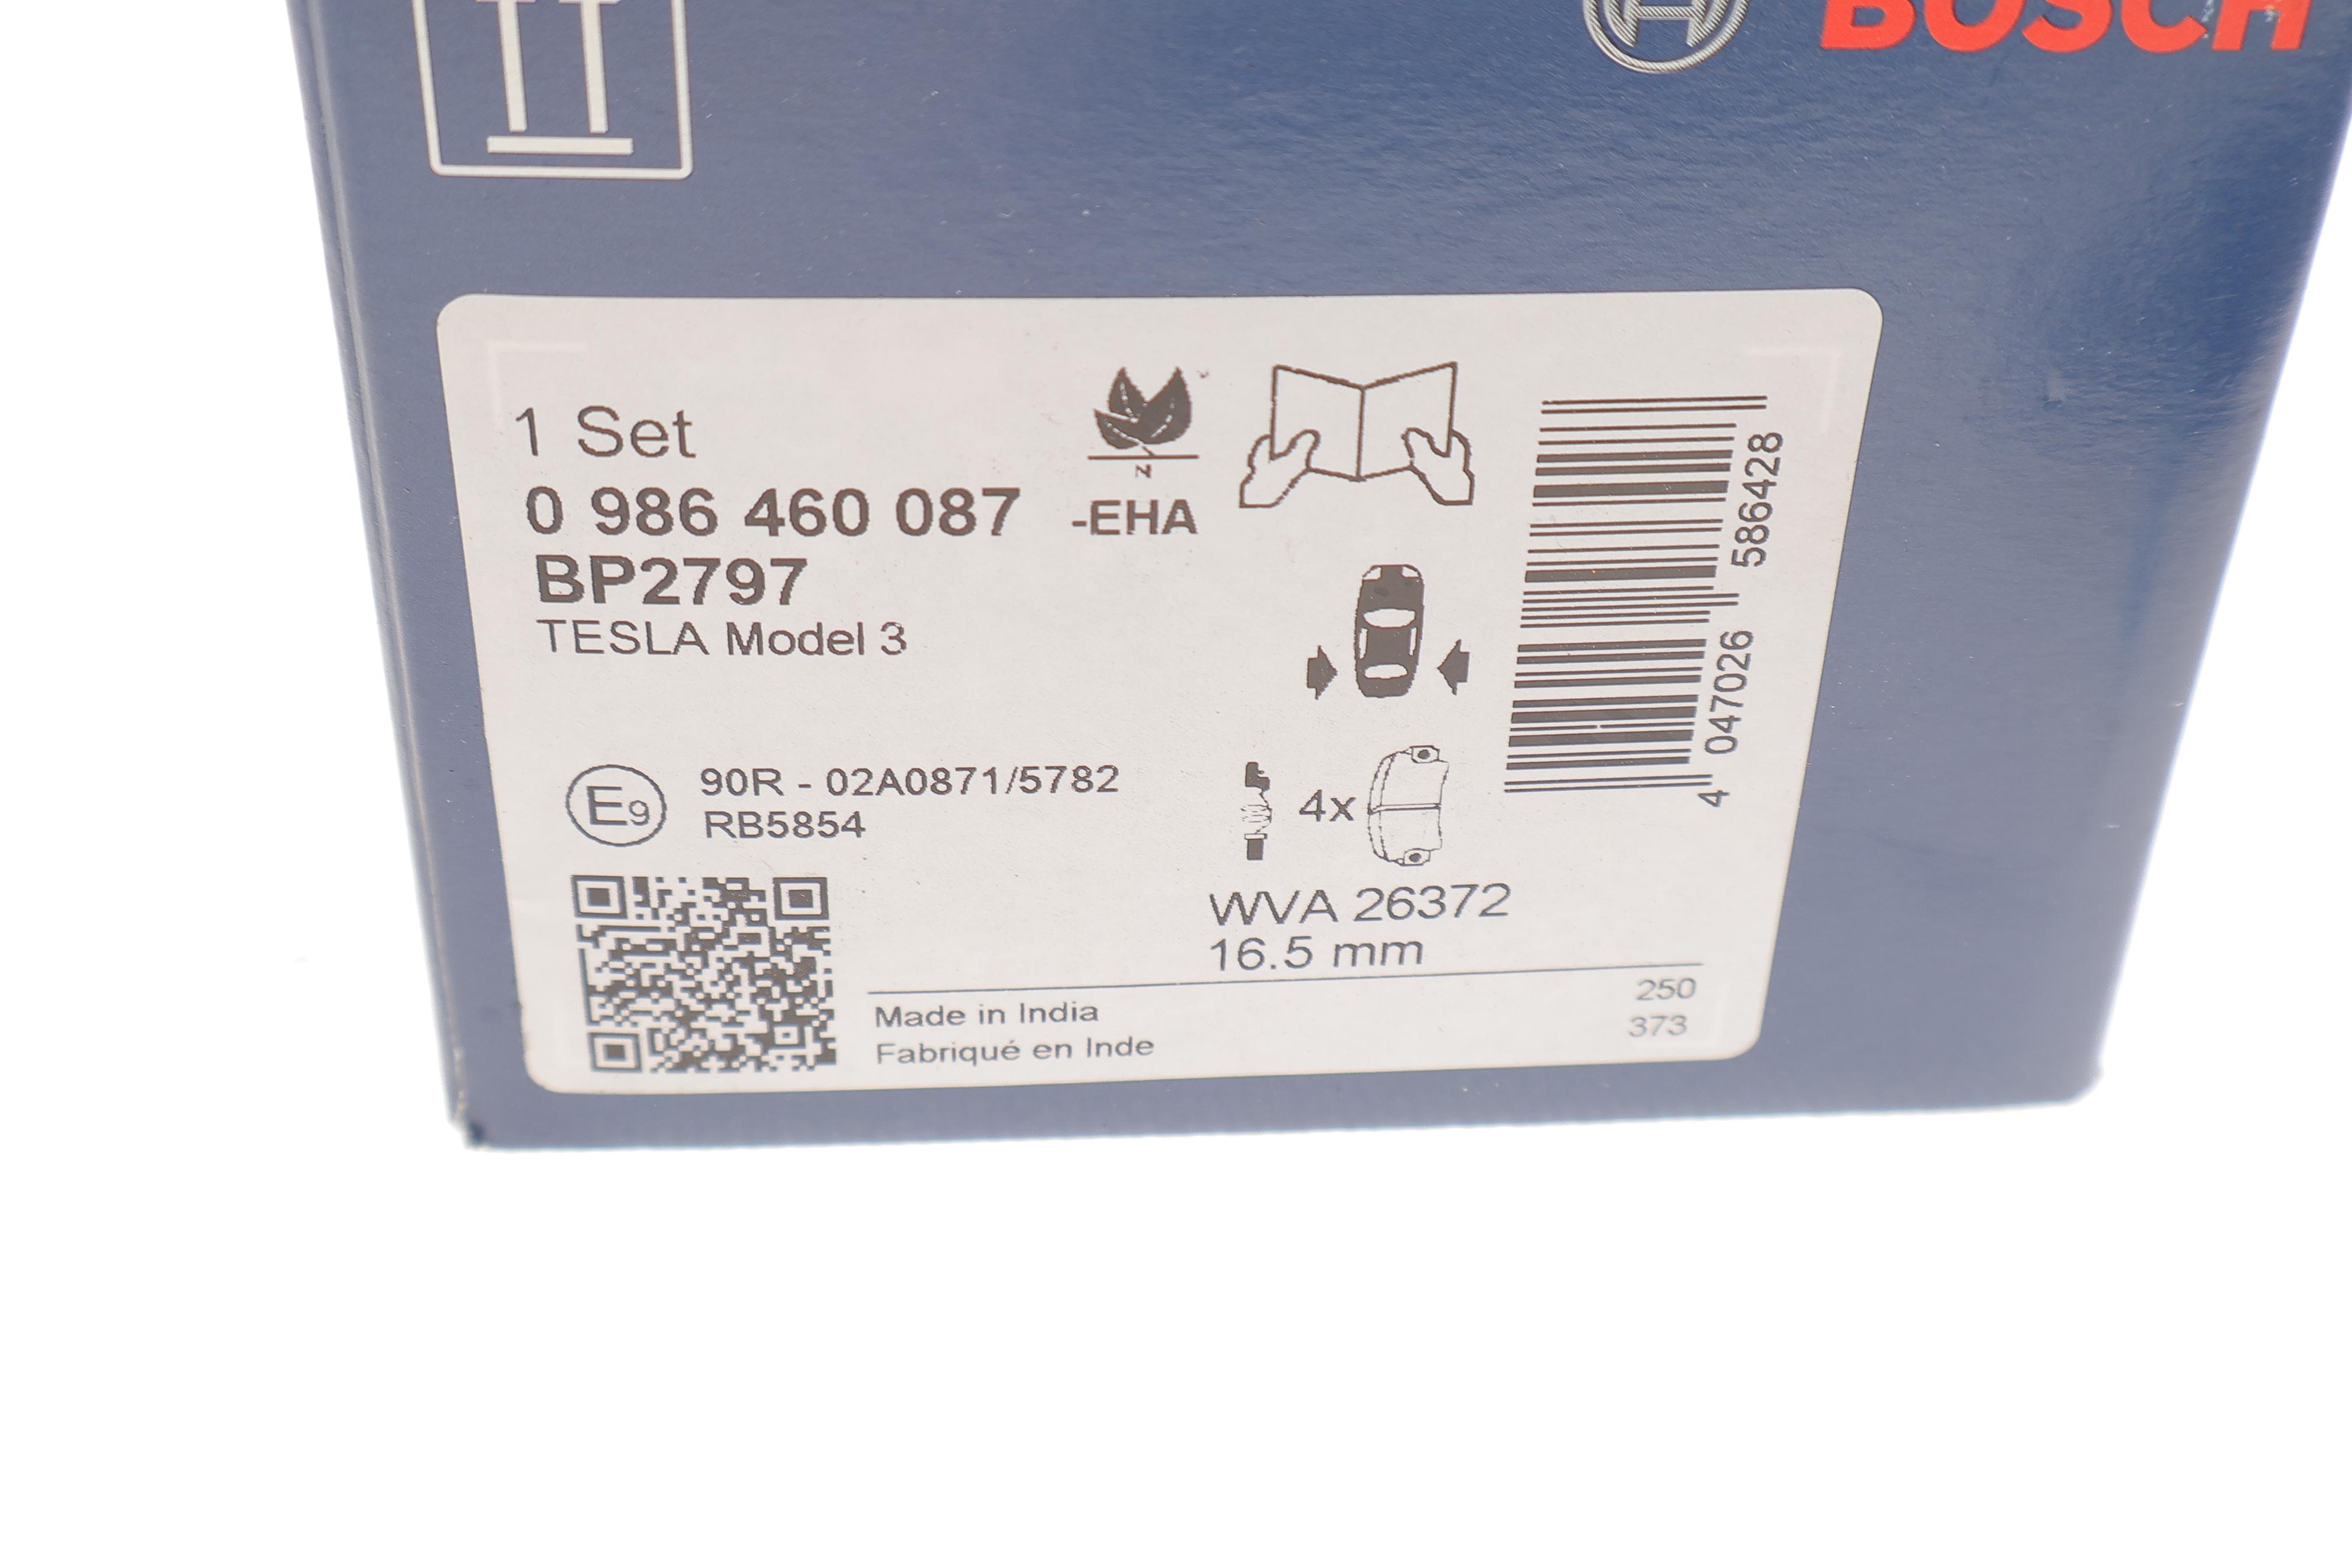 BOSCH
1 Set
0 986 460 087 -EHA
BP2797
TESLA Model 3
N
E9
90R - 02A0871/5782
RB5854
4x
WVA 26372
16.5 mm
Made in India
Fabriqué en Inde
250
373
4 047026 586428